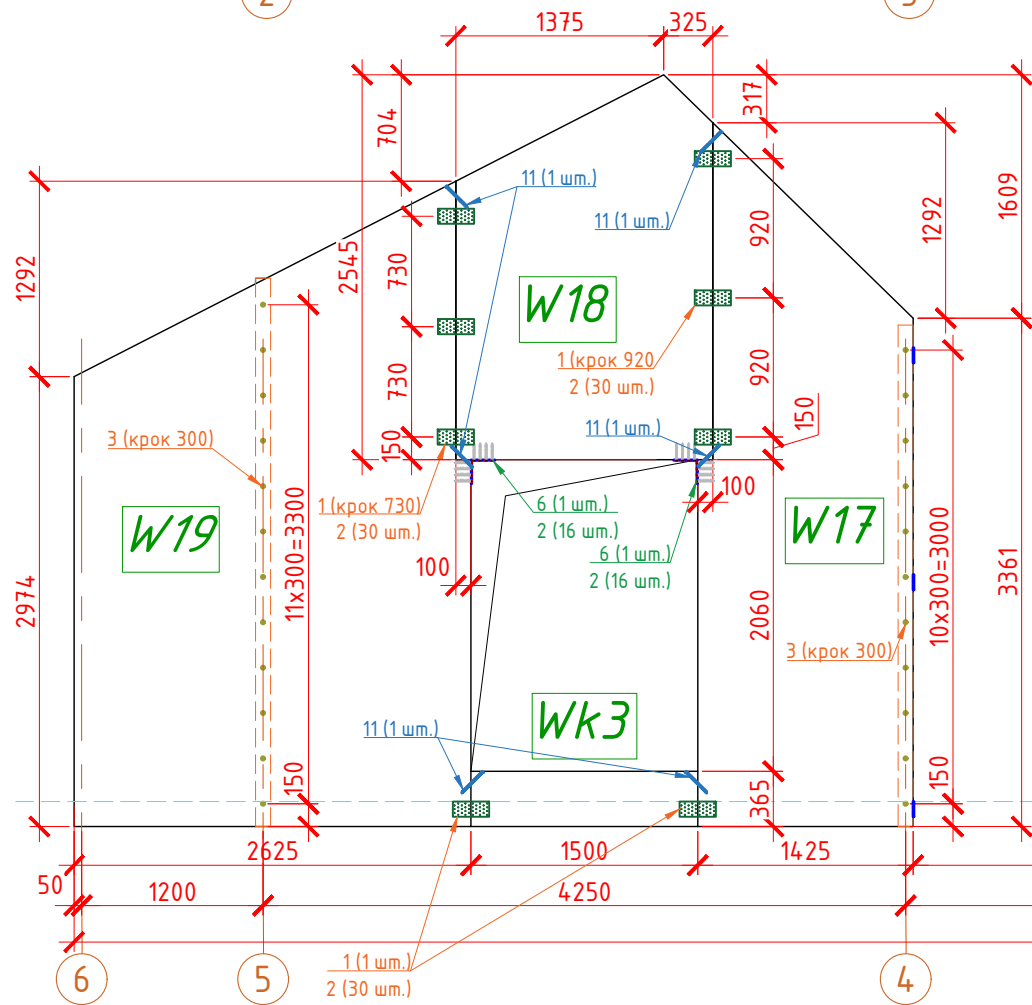 2
3
1375
325
704
317
11 (1 шт.)
11 (1 шт.)
1292
2545
730
920
1292
1609
W18
1 (крок 920
2 (30 шт.)
730
920
150
11 (1 шт.)
150
3 (крок 300)
1 (крок 730)
2 (30 шт.)
6 (1 шт.)
2 (16 шт.)
100
W19
W17
6 (1 шт.)
2 (16 шт.)
100
2974
11x300=3300
2060
10x300=3000
3361
3 (крок 300)
Wk3
11 (1 шт.)
150
365
150
2625
1500
1425
50
1200
4250
1 (1 шт.)
2 (30 шт.)
6
5
4